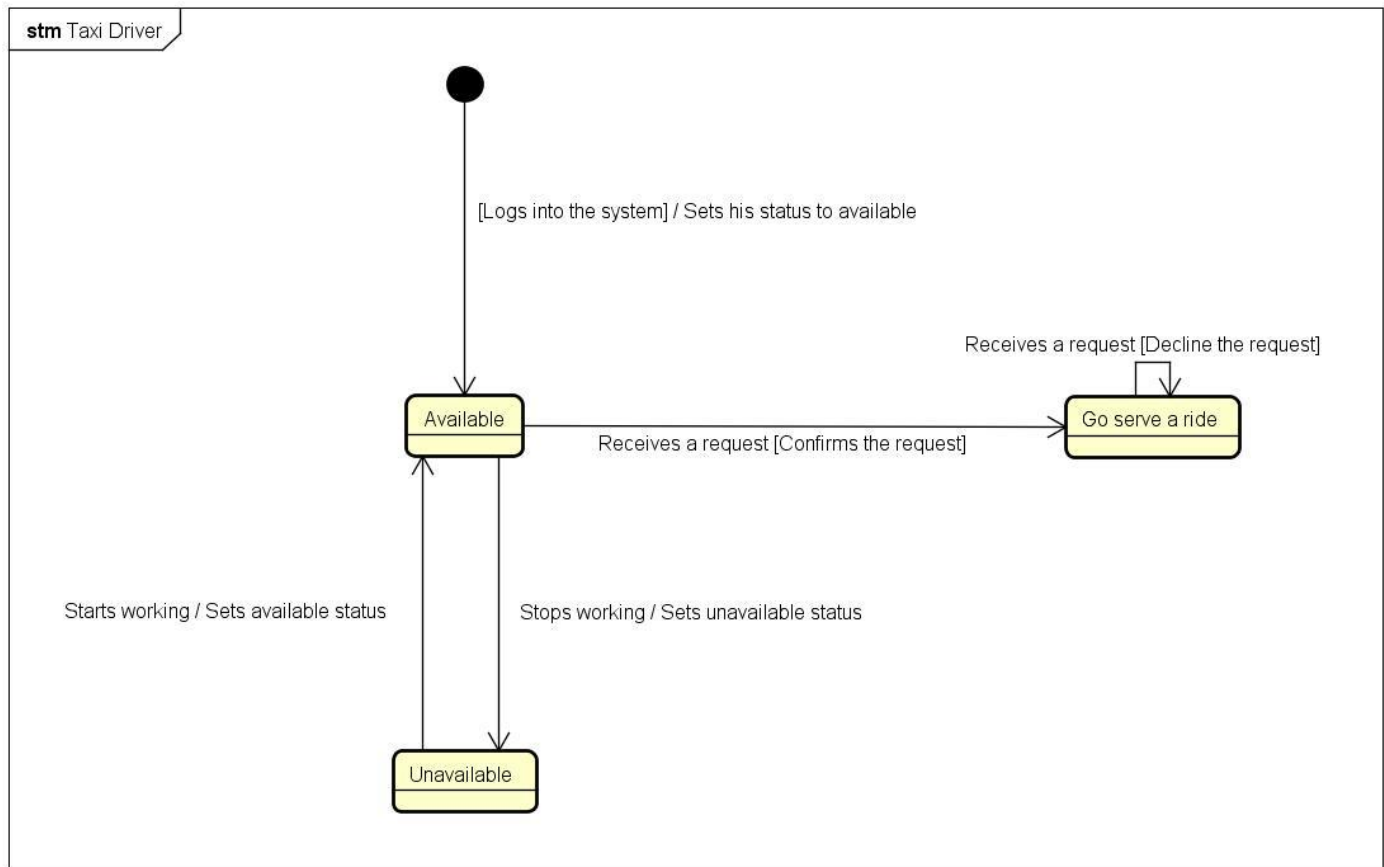 stm Taxi Driver
[Logs into the system] / Sets his status to available
Receives a request [Decline the request]
Available
Go serve a ride
Receives a request [Confirms the request]
Starts working / Sets available status
Stops working / Sets unavailable status
Unavailable